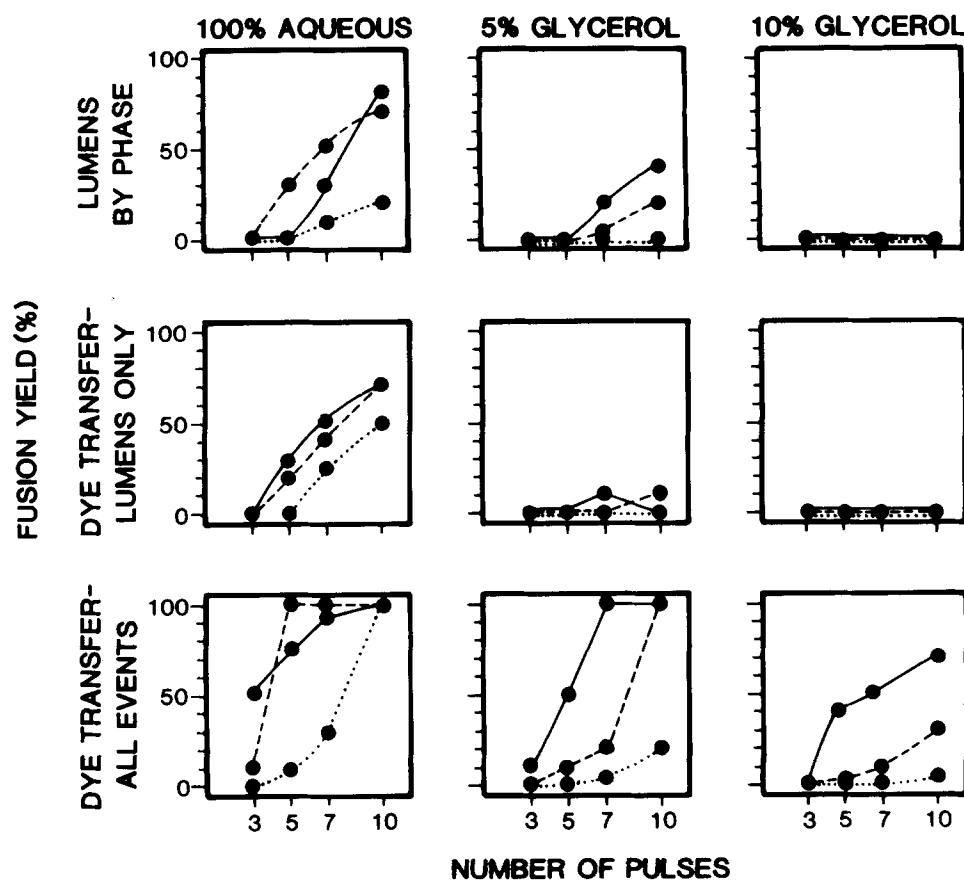 100% AQUEOUS 5% GLYCEROL 10% GLYCEROL
LUMENS
BY PHASE
100
50
0
FUSION YIELD(%)
DYE TRANSFER-
LUMENS ONLY
100
50
0
DYE TRANSFER-
ALL EVENTS
100
50
0
3 5 7 10 3 5 7 10 3 5 7 10
NUMBER OF PULSES